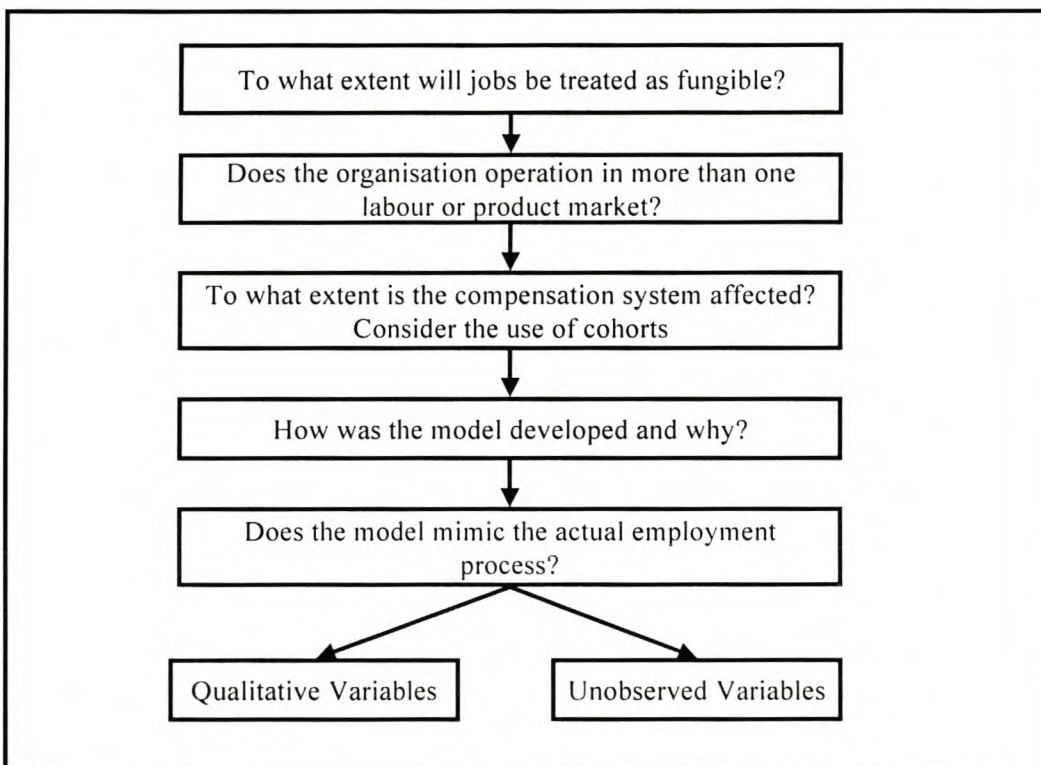 To what extent will jobs be treated as fungible?
Does the organisation operation in more than one
labour or product market?
To what extent is the compensation system affected?
Consider the use of cohorts
How was the model developed and why?
Does the model mimic the actual employment
process?
Qualitative Variables
Unobserved Variables